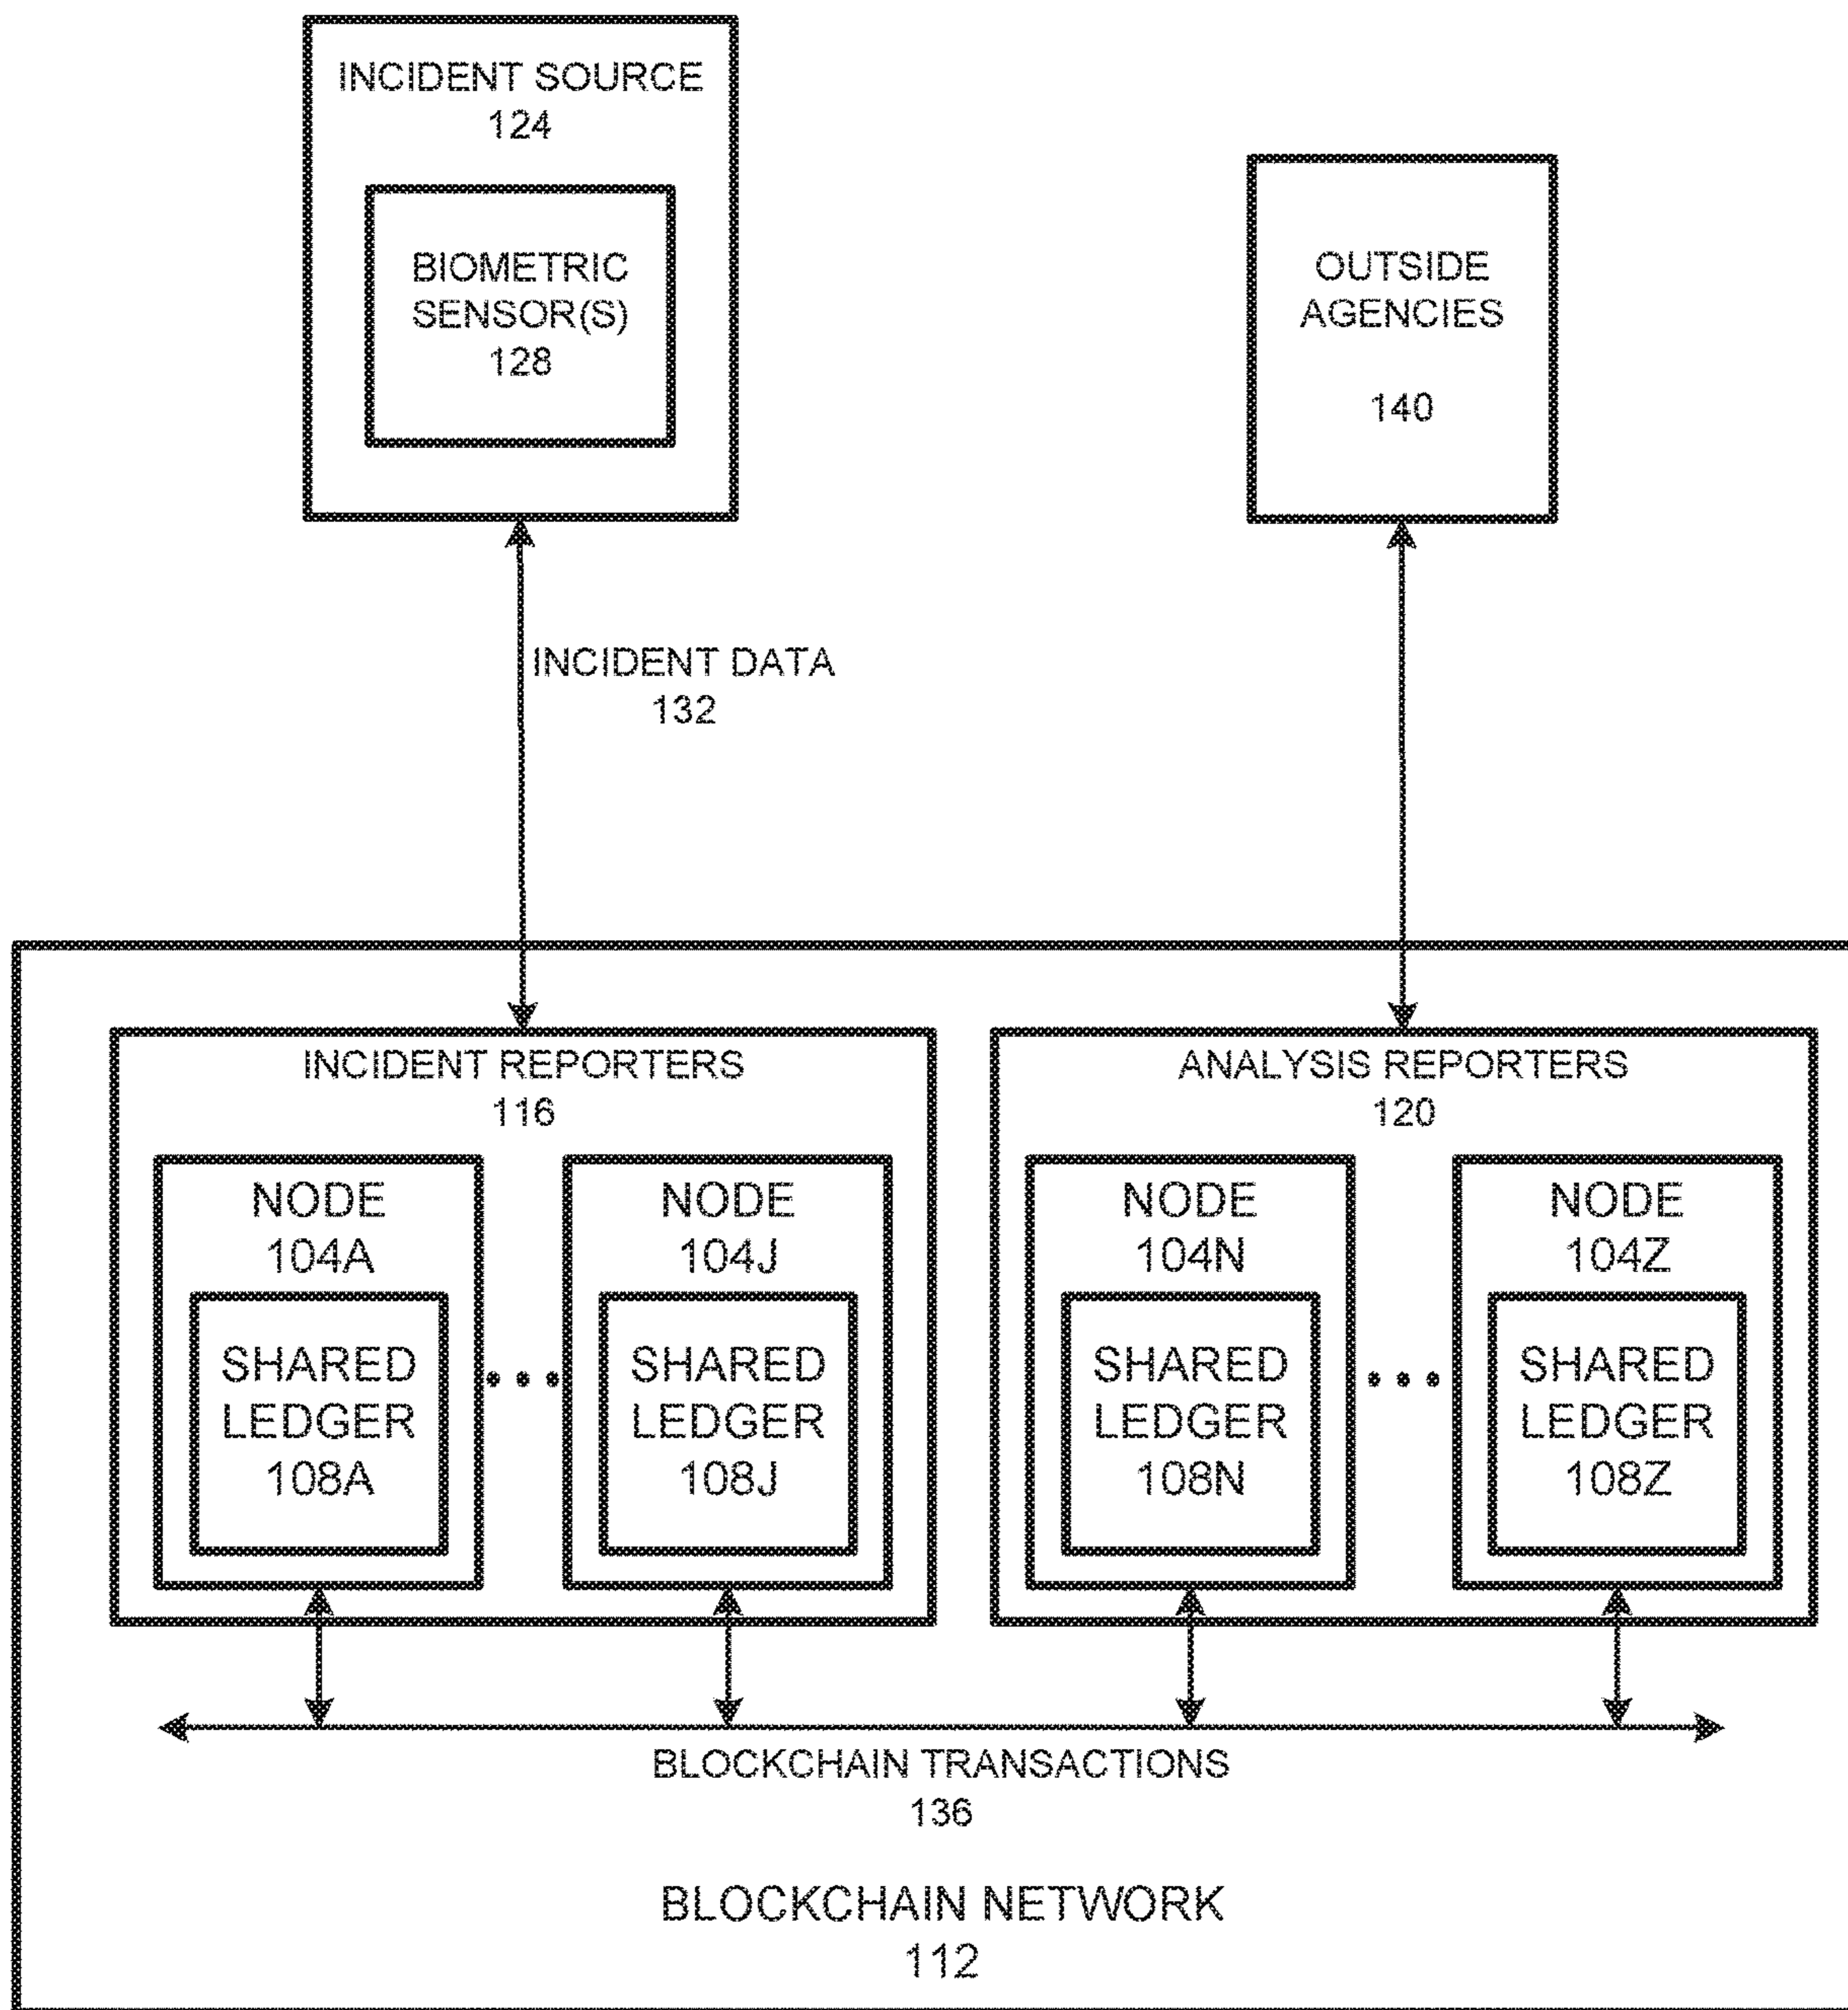 INCIDENT SOURCE
124
BIOMETRIC
SENSOR(S)
128
OUTSIDE
AGENCIES
140
INCIDENT DATA
132
INCIDENT REPORTERS
116
NODE
104A
SHARED
LEDGER
108A
NODE
104J
SHARED
LEDGER
108J
ANALYSIS REPORTERS
120
NODE
104N
SHARED
LEDGER
108N
NODE
104Z
SHARED
LEDGER
108Z
BLOCKCHAIN TRANSACTIONS
136
BLOCKCHAIN NETWORK
112